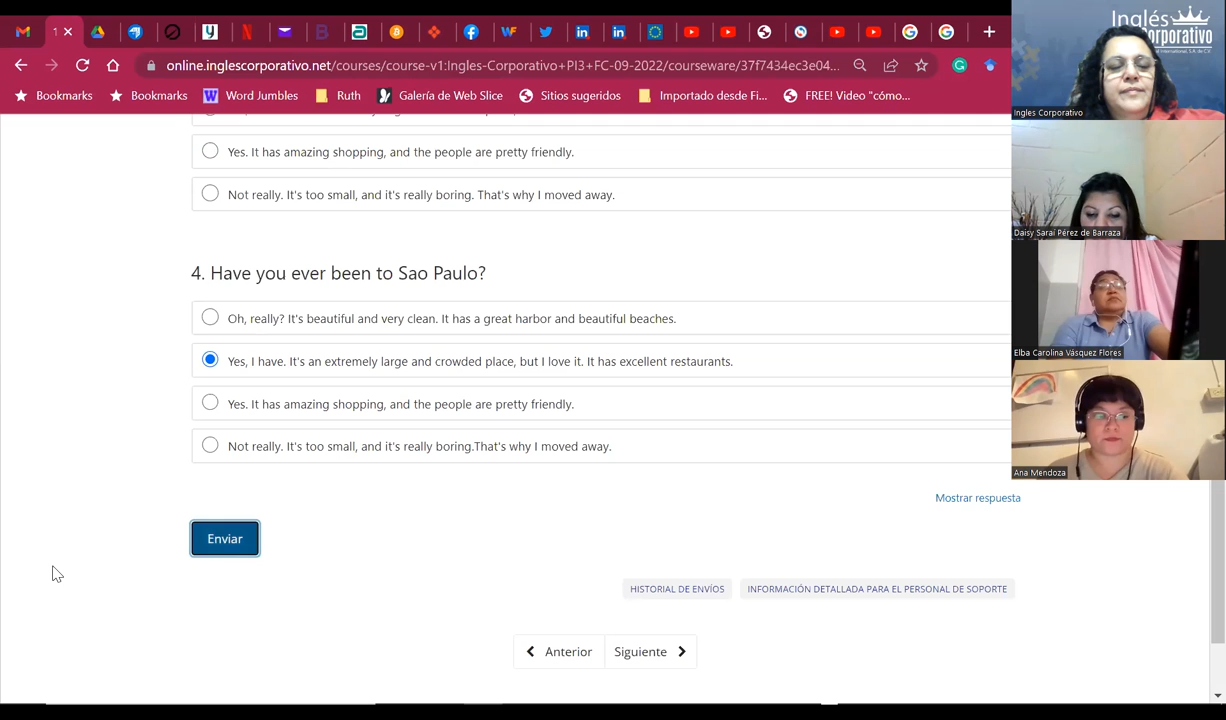 1
online.inglescorporativo.net/courses/course-v1:Ingles-Corporativo+PI3+FC-09-2022/courseware/37f7434ec3e04...
Bookmarks
Bookmarks
Word Jumbles
Ruth
Galería de Web Slice
Sitios sugeridos
Importado desde Fi...
FREE! Video "cómo...
Yes. It has amazing shopping, and the people are pretty friendly.
Not really. It's too small, and it's really boring. That's why I moved away.
4. Have you ever been to Sao Paulo?
Oh, really? It's beautiful and very clean. It has a great harbor and beautiful beaches.
Yes, I have. It's an extremely large and crowded place, but I love it. It has excellent restaurants.
Yes. It has amazing shopping, and the people are pretty friendly.
Not really. It's too small, and it's really boring.That's why I moved away.
Mostrar respuesta
Enviar
HISTORIAL DE ENVÍOS
INFORMACIÓN DETALLADA PARA EL PERSONAL DE SOPORTE
Anterior
Siguiente
Inglés
Corporativo
Ingles Corporativo
Daisy Saraí Pérez de Barraza
Elba Carolina Vásquez Flores
Ana Mendoza